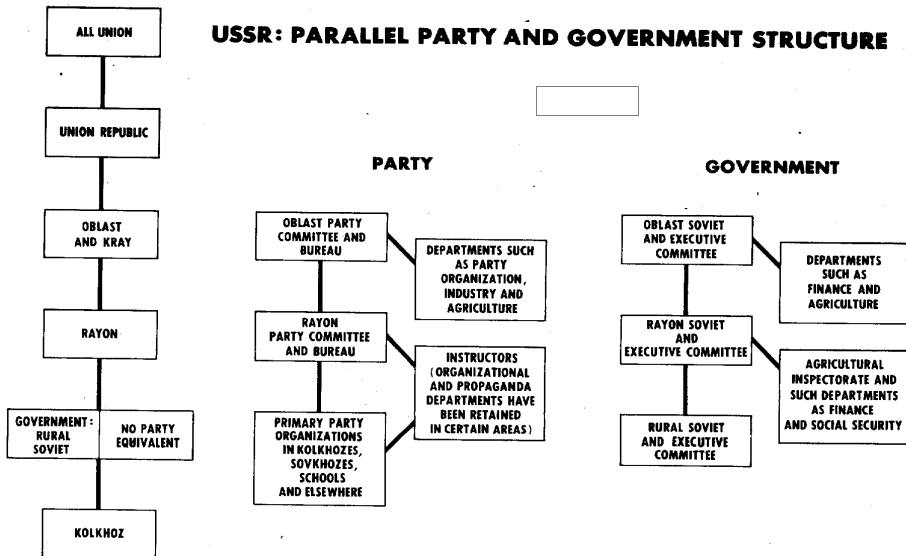 USSR: PARALLEL PARTY AND GOVERNMENT STRUCTURE
ALL UNION
UNION REPUBLIC
OBLAST
AND KRAY
RAYON
GOVERNMENT:
RURAL
SOVIET
NO PARTY
EQUIVALENT
KOLKHOZ
PARTY
OBLAST PARTY
COMMITTEE AND
BUREAU
DEPARTMENTS SUCH
AS PARTY
ORGANIZATION,
INDUSTRY AND
AGRICULTURE
RAYON
PARTY COMMITTEE
AND BUREAU
INSTRUCTORS
(ORGANIZATIONAL
AND PROPAGANDA
DEPARTMENTS HAVE
BEEN RETAINED
IN CERTAIN AREAS)
PRIMARY PARTY
ORGANIZATIONS
IN KOLKHOZES,
SOVKHOZES,
SCHOOLS
AND ELSEWHERE
GOVERNMENT
OBLAST SOVIET
AND EXECUTIVE
COMMITTEE
DEPARTMENTS
SUCH AS
FINANCE AND
AGRICULTURE
RAYON SOVIET
AND
EXECUTIVE COMMITTEE
AGRICULTURAL
INSPECTORATE AND
SUCH DEPARTMENTS
AS FINANCE
AND SOCIAL SECURITY
RURAL SOVIET
AND EXECUTIVE
COMMITTEE